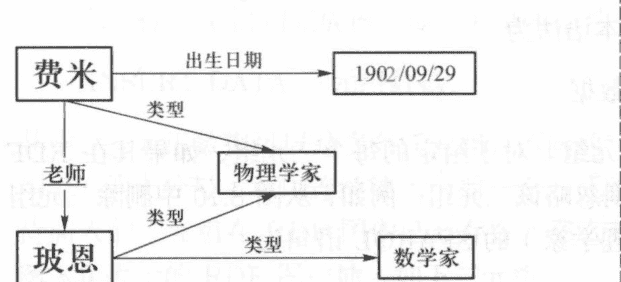 费米
出生日期
1902/09/29
类型
老师
物理学家
类型
玻恩
类型
数学家